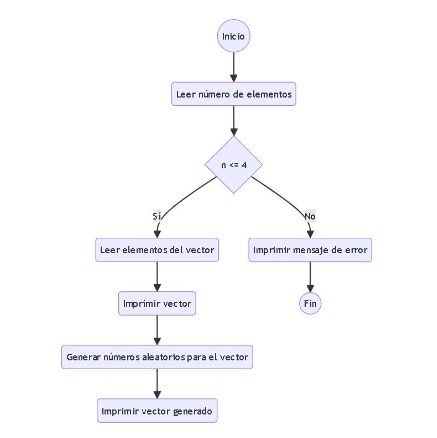 Inicio
Leer número de elementos
n <= 4
Sí
No
Leer elementos del vector
Imprimir mensaje de error
Imprimir vector
Fin
Generar números aleatorios para el vector
Imprimir vector generado